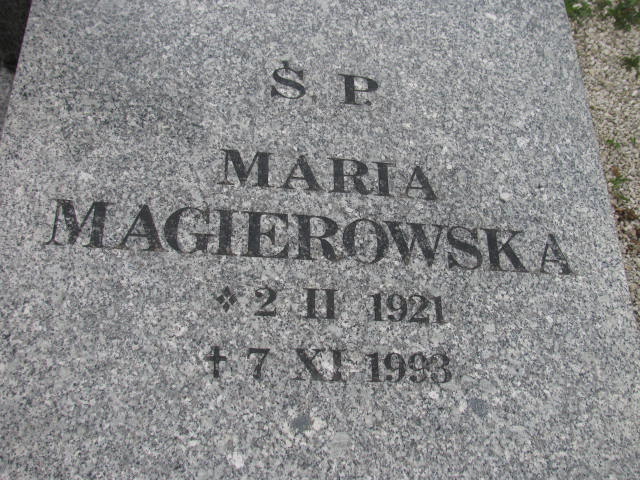 Ś. P.
MARIA
MAGIEROWSKA
2 II 1921
✝ 7 XI 1993